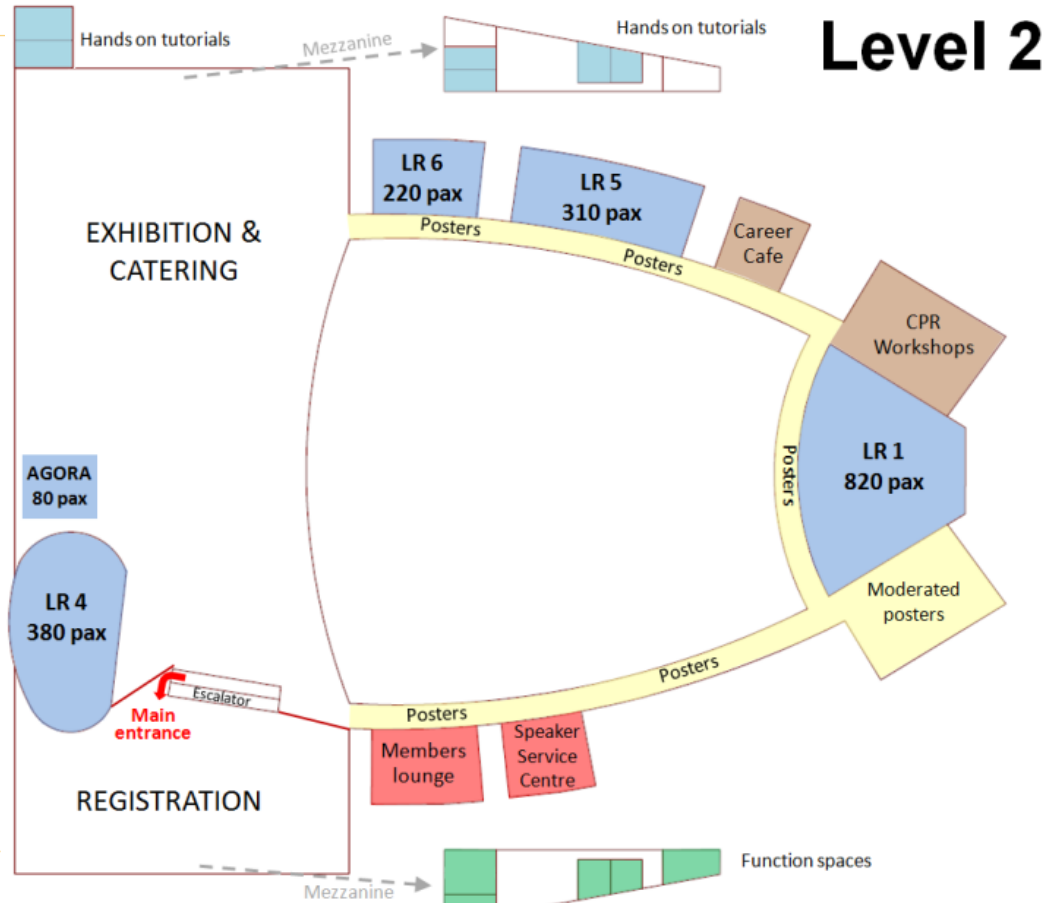 Hands on tutorials
Mezzanine
Hands on tutorials
Level 2
LR 6
220 pax
LR 5
310 pax
Posters
Posters
Career
Cafe
EXHIBITION &
CATERING
CPR
Workshops
AGORA
80 pax
Posters
LR 1
820 pax
LR 4
380 pax
Moderated
posters
Escalator
Main
entrance
Posters
Posters
Members
lounge
Speaker
Service
Centre
REGISTRATION
Mezzanine
Function spaces